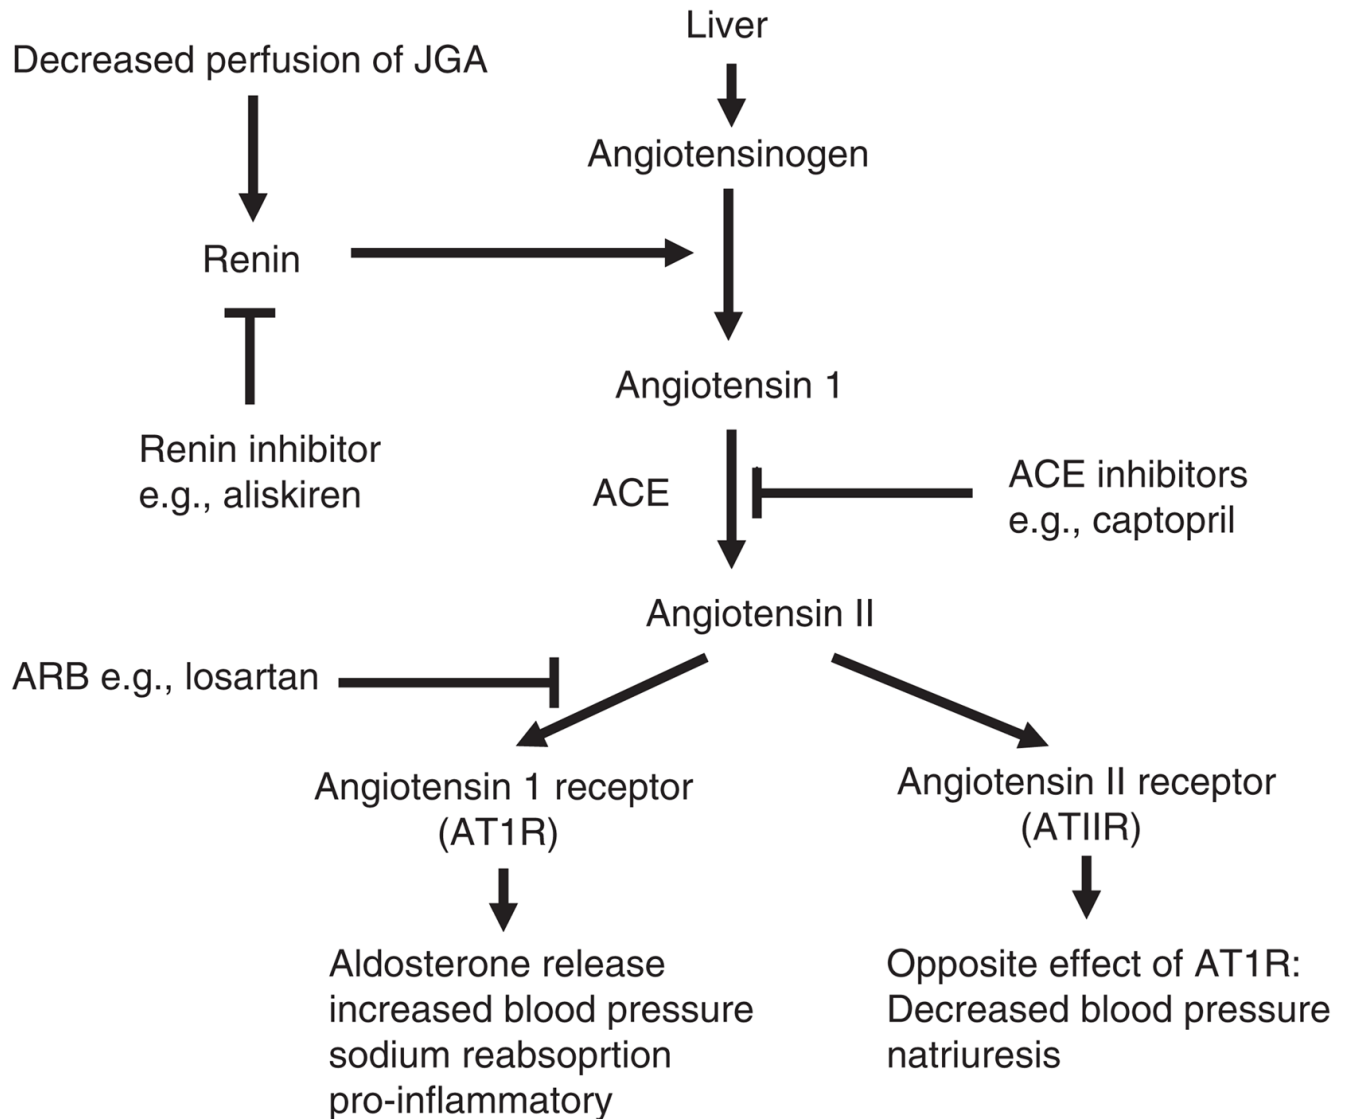 Liver
Decreased perfusion of JGA
Angiotensinogen
Renin
Angiotensin 1
Renin inhibitor
e.g., aliskiren
ACE
ACE inhibitors
e.g., captopril
Angiotensin II
ARB e.g., losartan
Angiotensin 1 receptor
(AT1R)
Angiotensin II receptor
(ATIIR)
Aldosterone release
increased blood pressure
sodium reabsoprtion
pro-inflammatory
Opposite effect of AT1R:
Decreased blood pressure
natriuresis